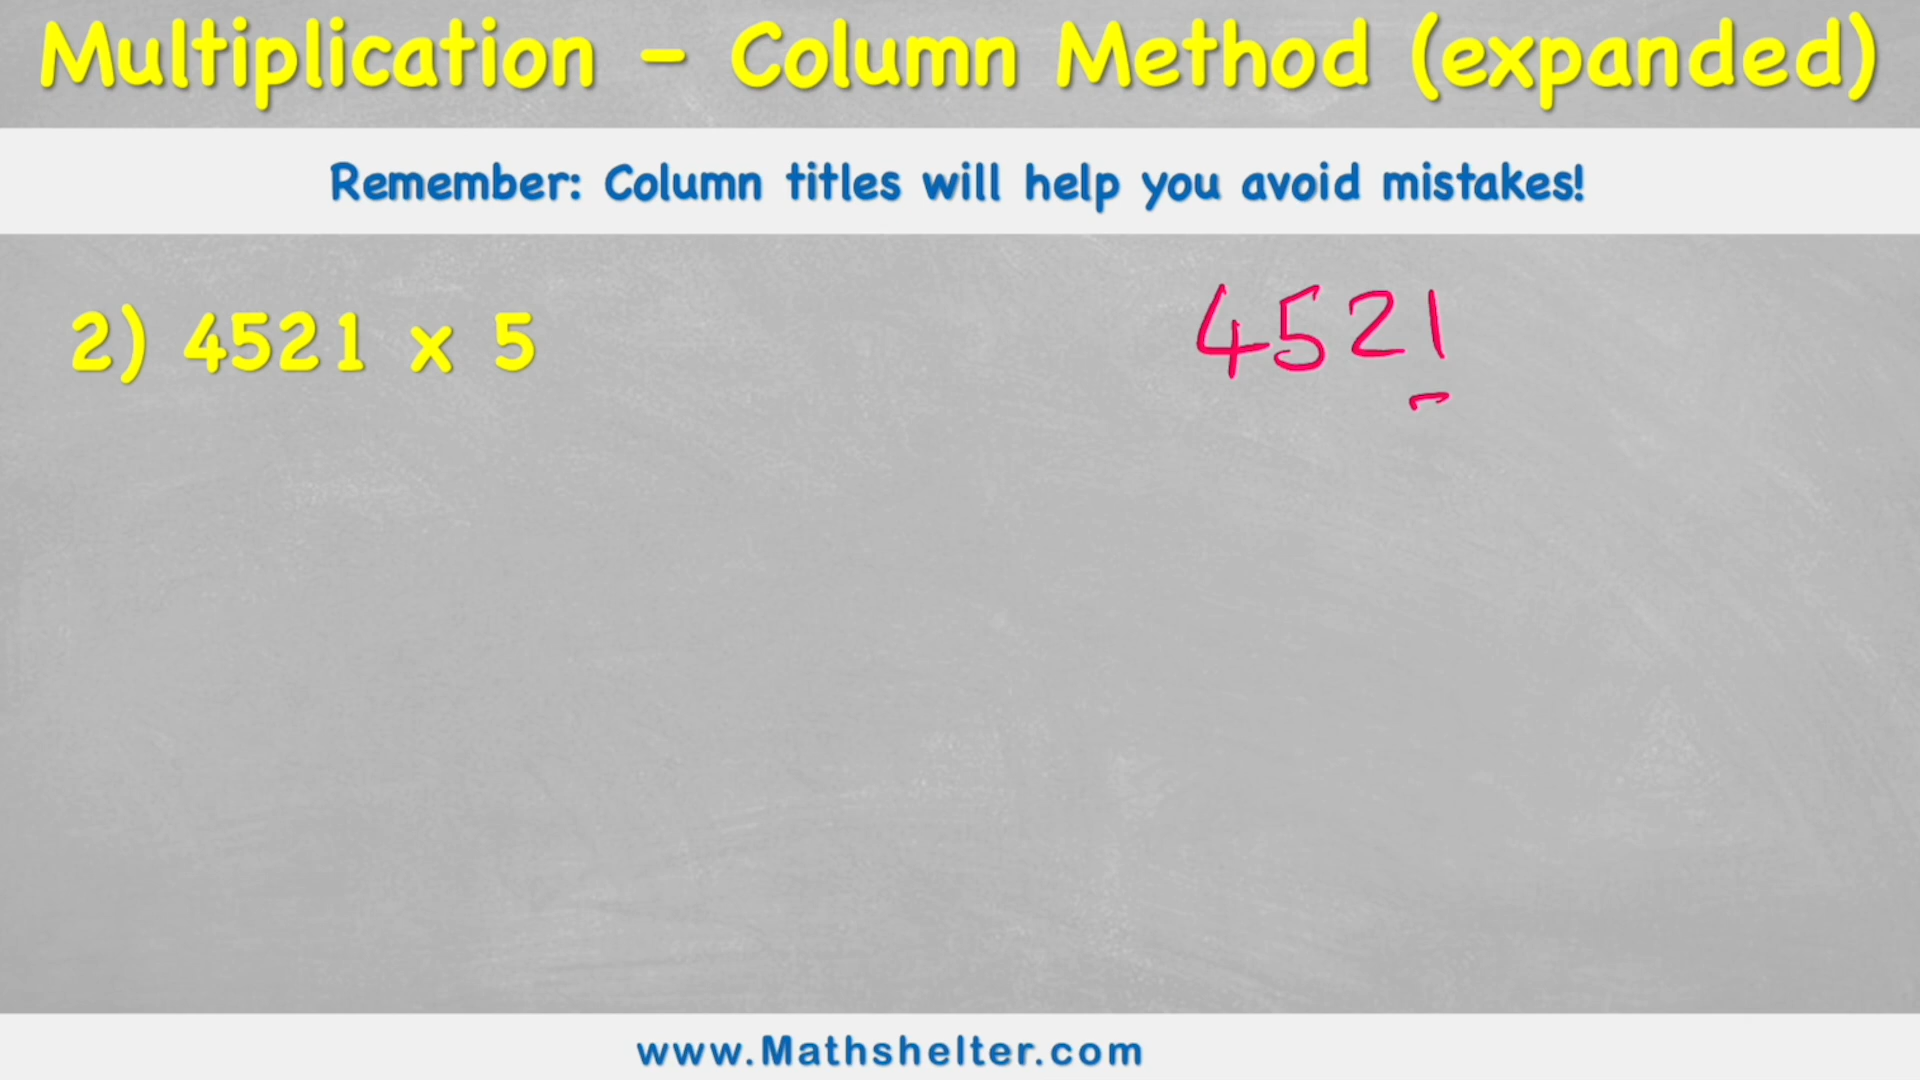 Multiplication – Column Method (expanded)
Remember: Column titles will help you avoid mistakes!
2) 4521 x 5
4521
www.Mathshelter.com